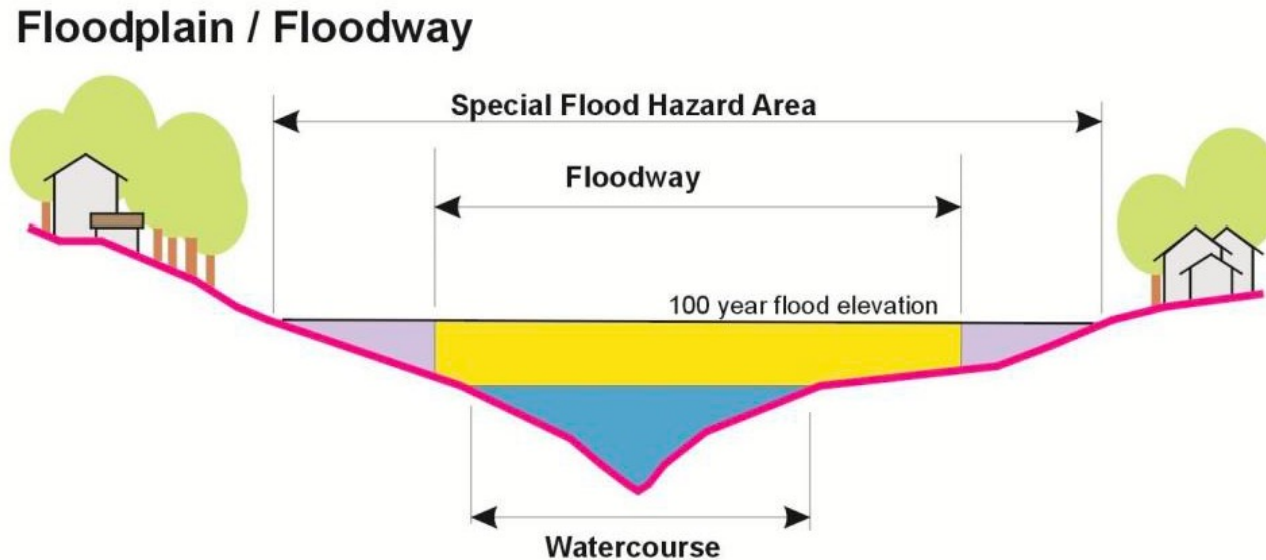 Floodplain / Floodway
Special Flood Hazard Area
Floodway
100 year flood elevation
Watercourse